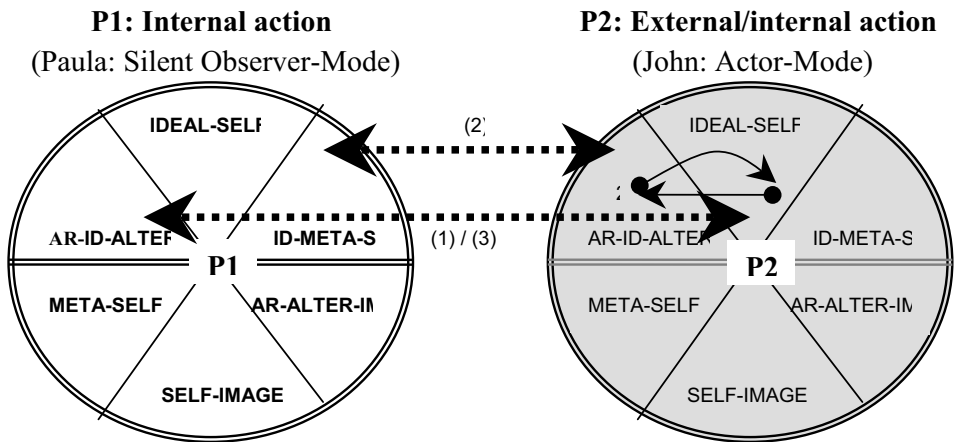 P1: Internal action
P2: External/internal action
(Paula: Silent Observer-Mode)
(John: Actor-Mode)
IDEAL-SELF
(2)
IDEAL-SELF
2
AR-ID-ALTER
ID-META-S
(1) / (3)
AR-ID-ALTER
ID-META-S
P1
P2
META-SELF
AR-ALTER-IM
META-SELF
AR-ALTER-IM
SELF-IMAGE
SELF-IMAGE